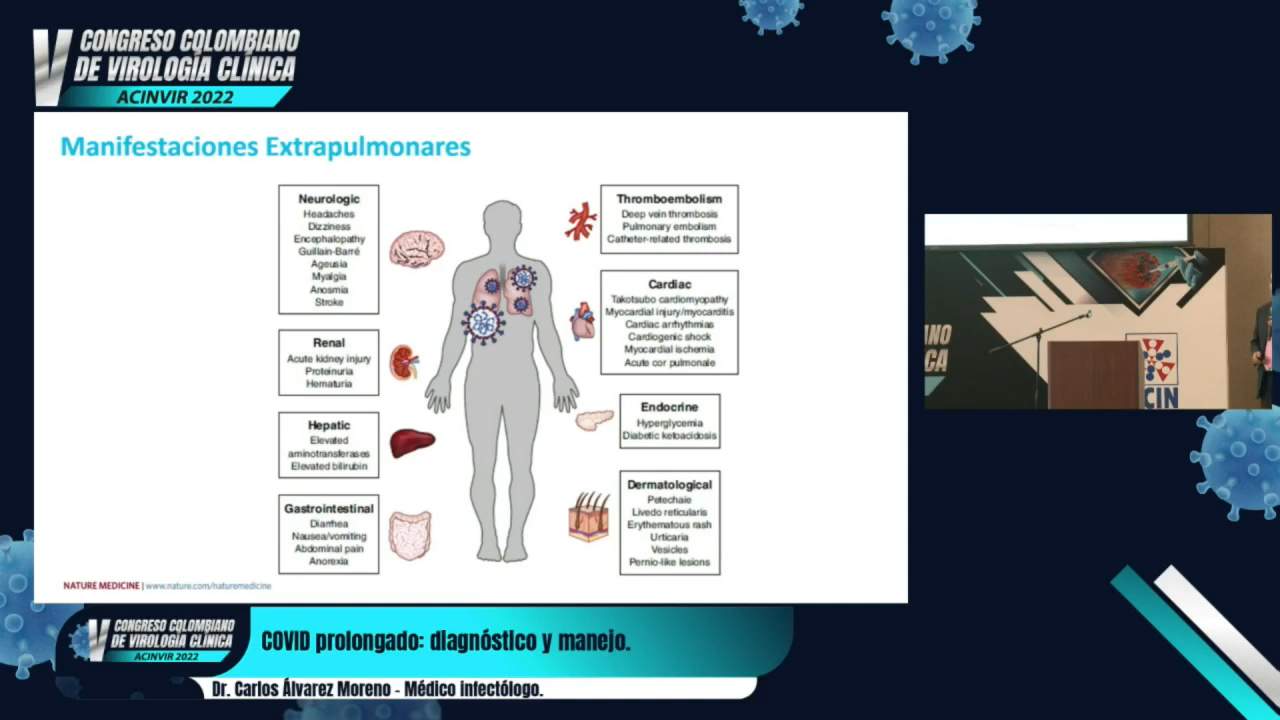 V CONGRESO COLOMBIANO
DE VIROLOGÍA CLÍNICA
ACINVIR 2022
Manifestaciones Extrapulmonares
Neurologic
Headaches
Dizziness
Encephalopathy
Guillain-Barré
Ageusia
Myalgia
Anosmia
Stroke
Renal
Acute kidney injury
Proteinuria
Hematuria
Hepatic
Elevated
aminotransferases
Elevated bilirubin
Gastrointestinal
Diarrhea
Nausea/vomiting
Abdominal pain
Anorexia
Thromboembolism
Deep vein thrombosis
Pulmonary embolism
Catheter-related thrombosis
Cardiac
Takotsubo cardiomyopathy
Myocardial injury/myocarditis
Cardiac arrhythmias
Cardiogenic shock
Myocardial ischemia
Acute cor pulmonale
Endocrine
Hyperglycemia
Diabetic ketoacidosis
Dermatological
Petechiae
Livedo reticularis
Erythematous rash
Urticaria
Vesicles
Pernio-like lesions
NATURE MEDICINE | www.nature.com/naturemedicine
ANO
CA
CIN
V CONGRESO COLOMBIANO
DE VIROLOGÍA CLÍNICA
ACINVIR 2022
COVID prolongado: diagnóstico y manejo.
Dr. Carlos Álvarez Moreno - Médico infectólogo.